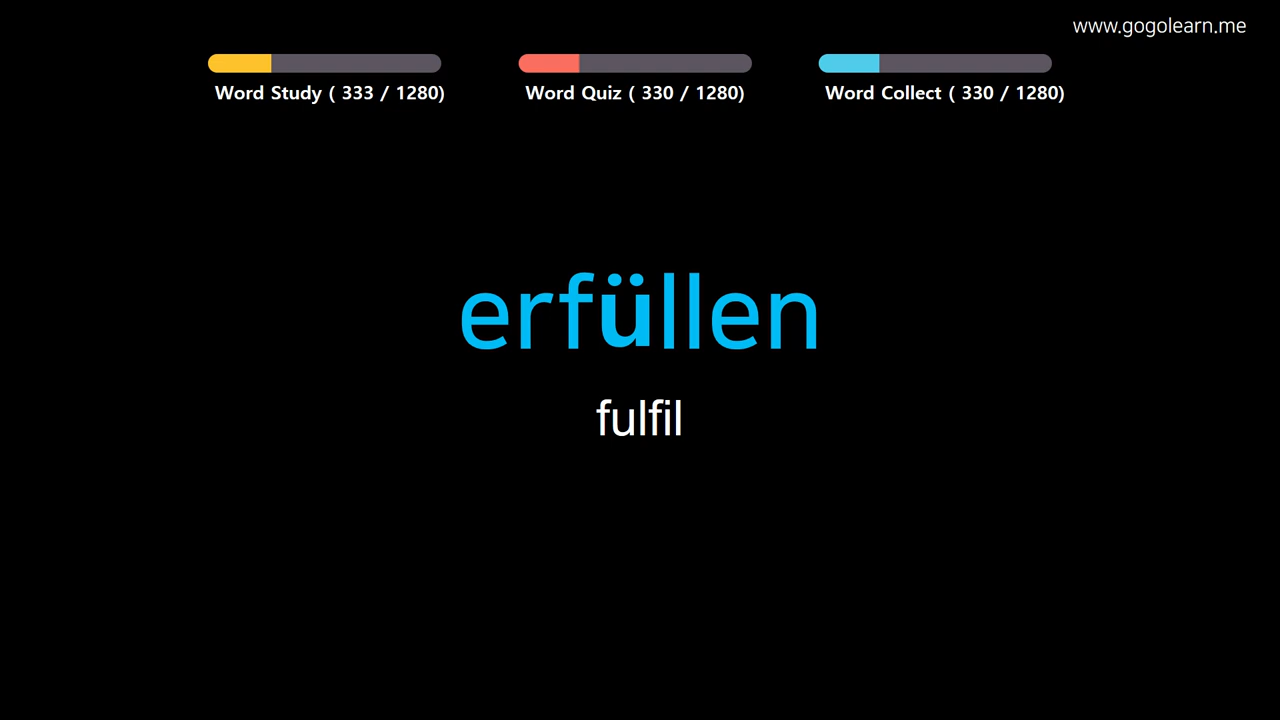 www.gogolearn.me
Word Study ( 333 / 1280)
Word Quiz ( 330 / 1280)
Word Collect ( 330 / 1280)
erfüllen
fulfil